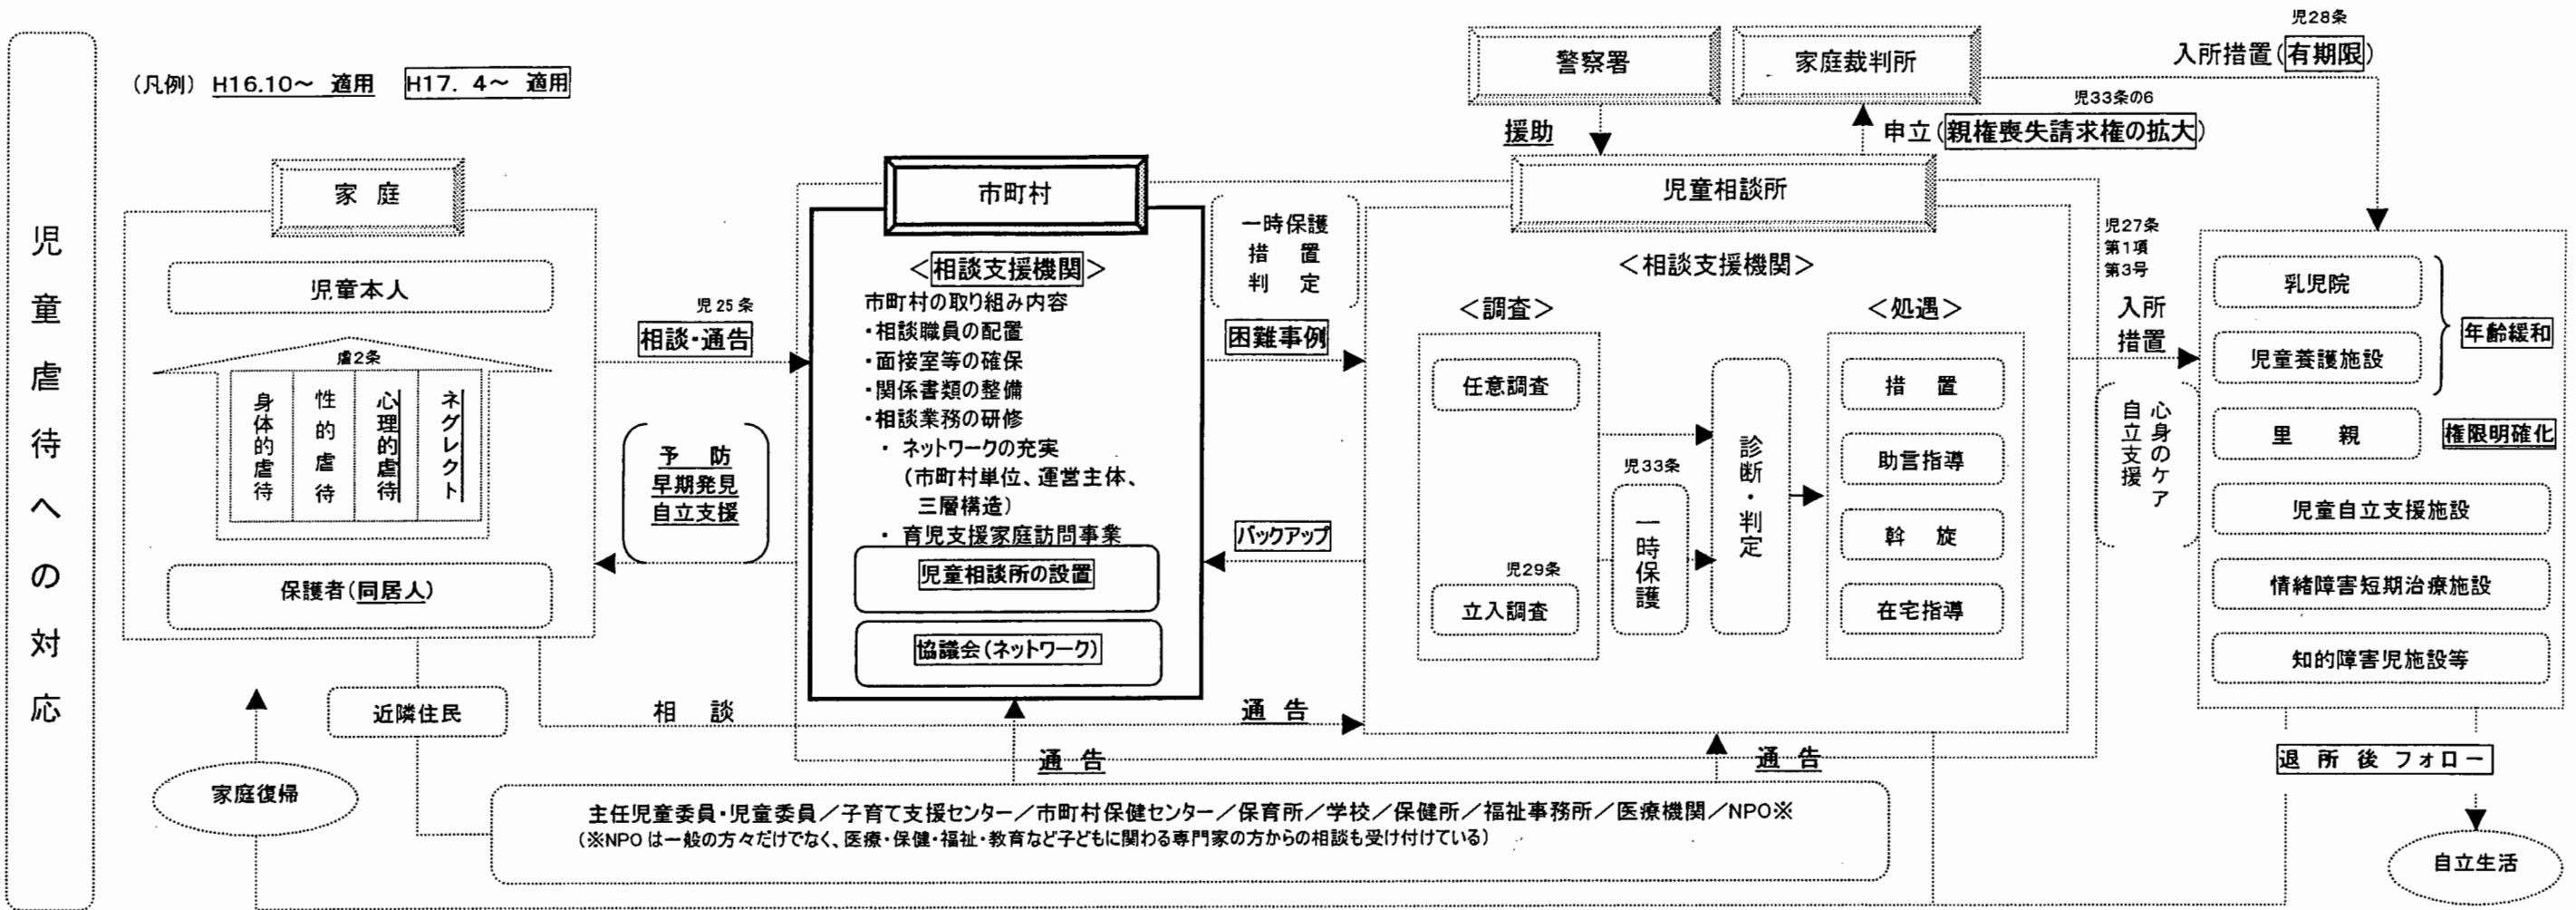 児童虐待への対応
（凡例） H16.10～ 適用 H17. 4～ 適用
家 庭
児童本人
虐2条
身体的虐待
性的虐待
心理的虐待
ネグレクト
保護者（同居人）
近隣住民
家庭復帰
児25条
相談・通告
予 防
早期発見
自立支援
相 談
通 告
市町村
＜相談支援機関＞
市町村の取り組み内容
・相談職員の配置
・面接室等の確保
・関係書類の整備
・相談業務の研修
・ ネットワークの充実
（市町村単位、運営主体、
三層構造）
・ 育児支援家庭訪問事業
児童相談所の設置
協議会（ネットワーク）
一時保護
措 置
判 定
困難事例
バックアップ
警察署
援助
家庭裁判所
児33条の6
申立（親権喪失請求権の拡大）
児28条
入所措置（有期限）
児童相談所
＜相談支援機関＞
＜調査＞
任意調査
児29条
立入調査
児33条
一時保護
診断・判定
＜処遇＞
措 置
助言指導
斡 旋
在宅指導
児27条
第1項
第3号
入所
措置
心身のケア
自立支援
乳児院
児童養護施設
年齢緩和
里 親
権限明確化
児童自立支援施設
情緒障害短期治療施設
知的障害児施設等
退 所 後 フォロー
自立生活
通 告
通 告
主任児童委員・児童委員／子育て支援センター／市町村保健センター／保育所／学校／保健所／福祉事務所／医療機関／NPO※
（※NPOは一般の方々だけでなく、医療・保健・福祉・教育など子どもに関わる専門家の方からの相談も受け付けている）